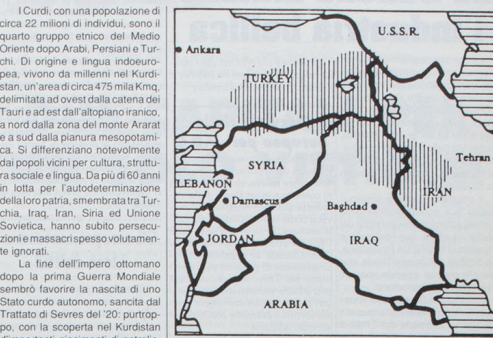 I Curdi, con una popolazione di
circa 22 milioni di individui, sono il
quarto gruppo etnico del Medio
Oriente dopo Arabi, Persiani e Tur-
chi. Di origine e lingua indoeuro-
pea, vivono da millenni nel Kurdi-
stan, un'area di circa 475 mila Kmq,
delimitata ad ovest dalla catena dei
Tauri e ad est dall'altopiano iranico,
a nord dalla zona del monte Ararat
e a sud dalla pianura mesopotami-
ca. Si differenziano notevolmente
dai popoli vicini per cultura, struttu-
ra sociale e lingua. Da più di 60 anni
in lotta per l'autodeterminazione
della loro patria, smembrata tra Tur-
chia, Iraq, Iran, Siria ed Unione
Sovietica, hanno subito persecu-
zioni e massacri spesso volutamen-
te ignorati.
La fine dell'impero ottomano
dopo la prima Guerra Mondiale
sembrò favorire la nascita di uno
Stato curdo autonomo, sancita dal
Trattato di Sevres del '20: purtrop-
po, con la scoperta nel Kurdistan
U.S.S.R.
Ankara
TURKEY
Tehran
SYRIA
LEBANON
IRAN
Damascus
Baghdad
JORDAN
IRAQ
ARABIA